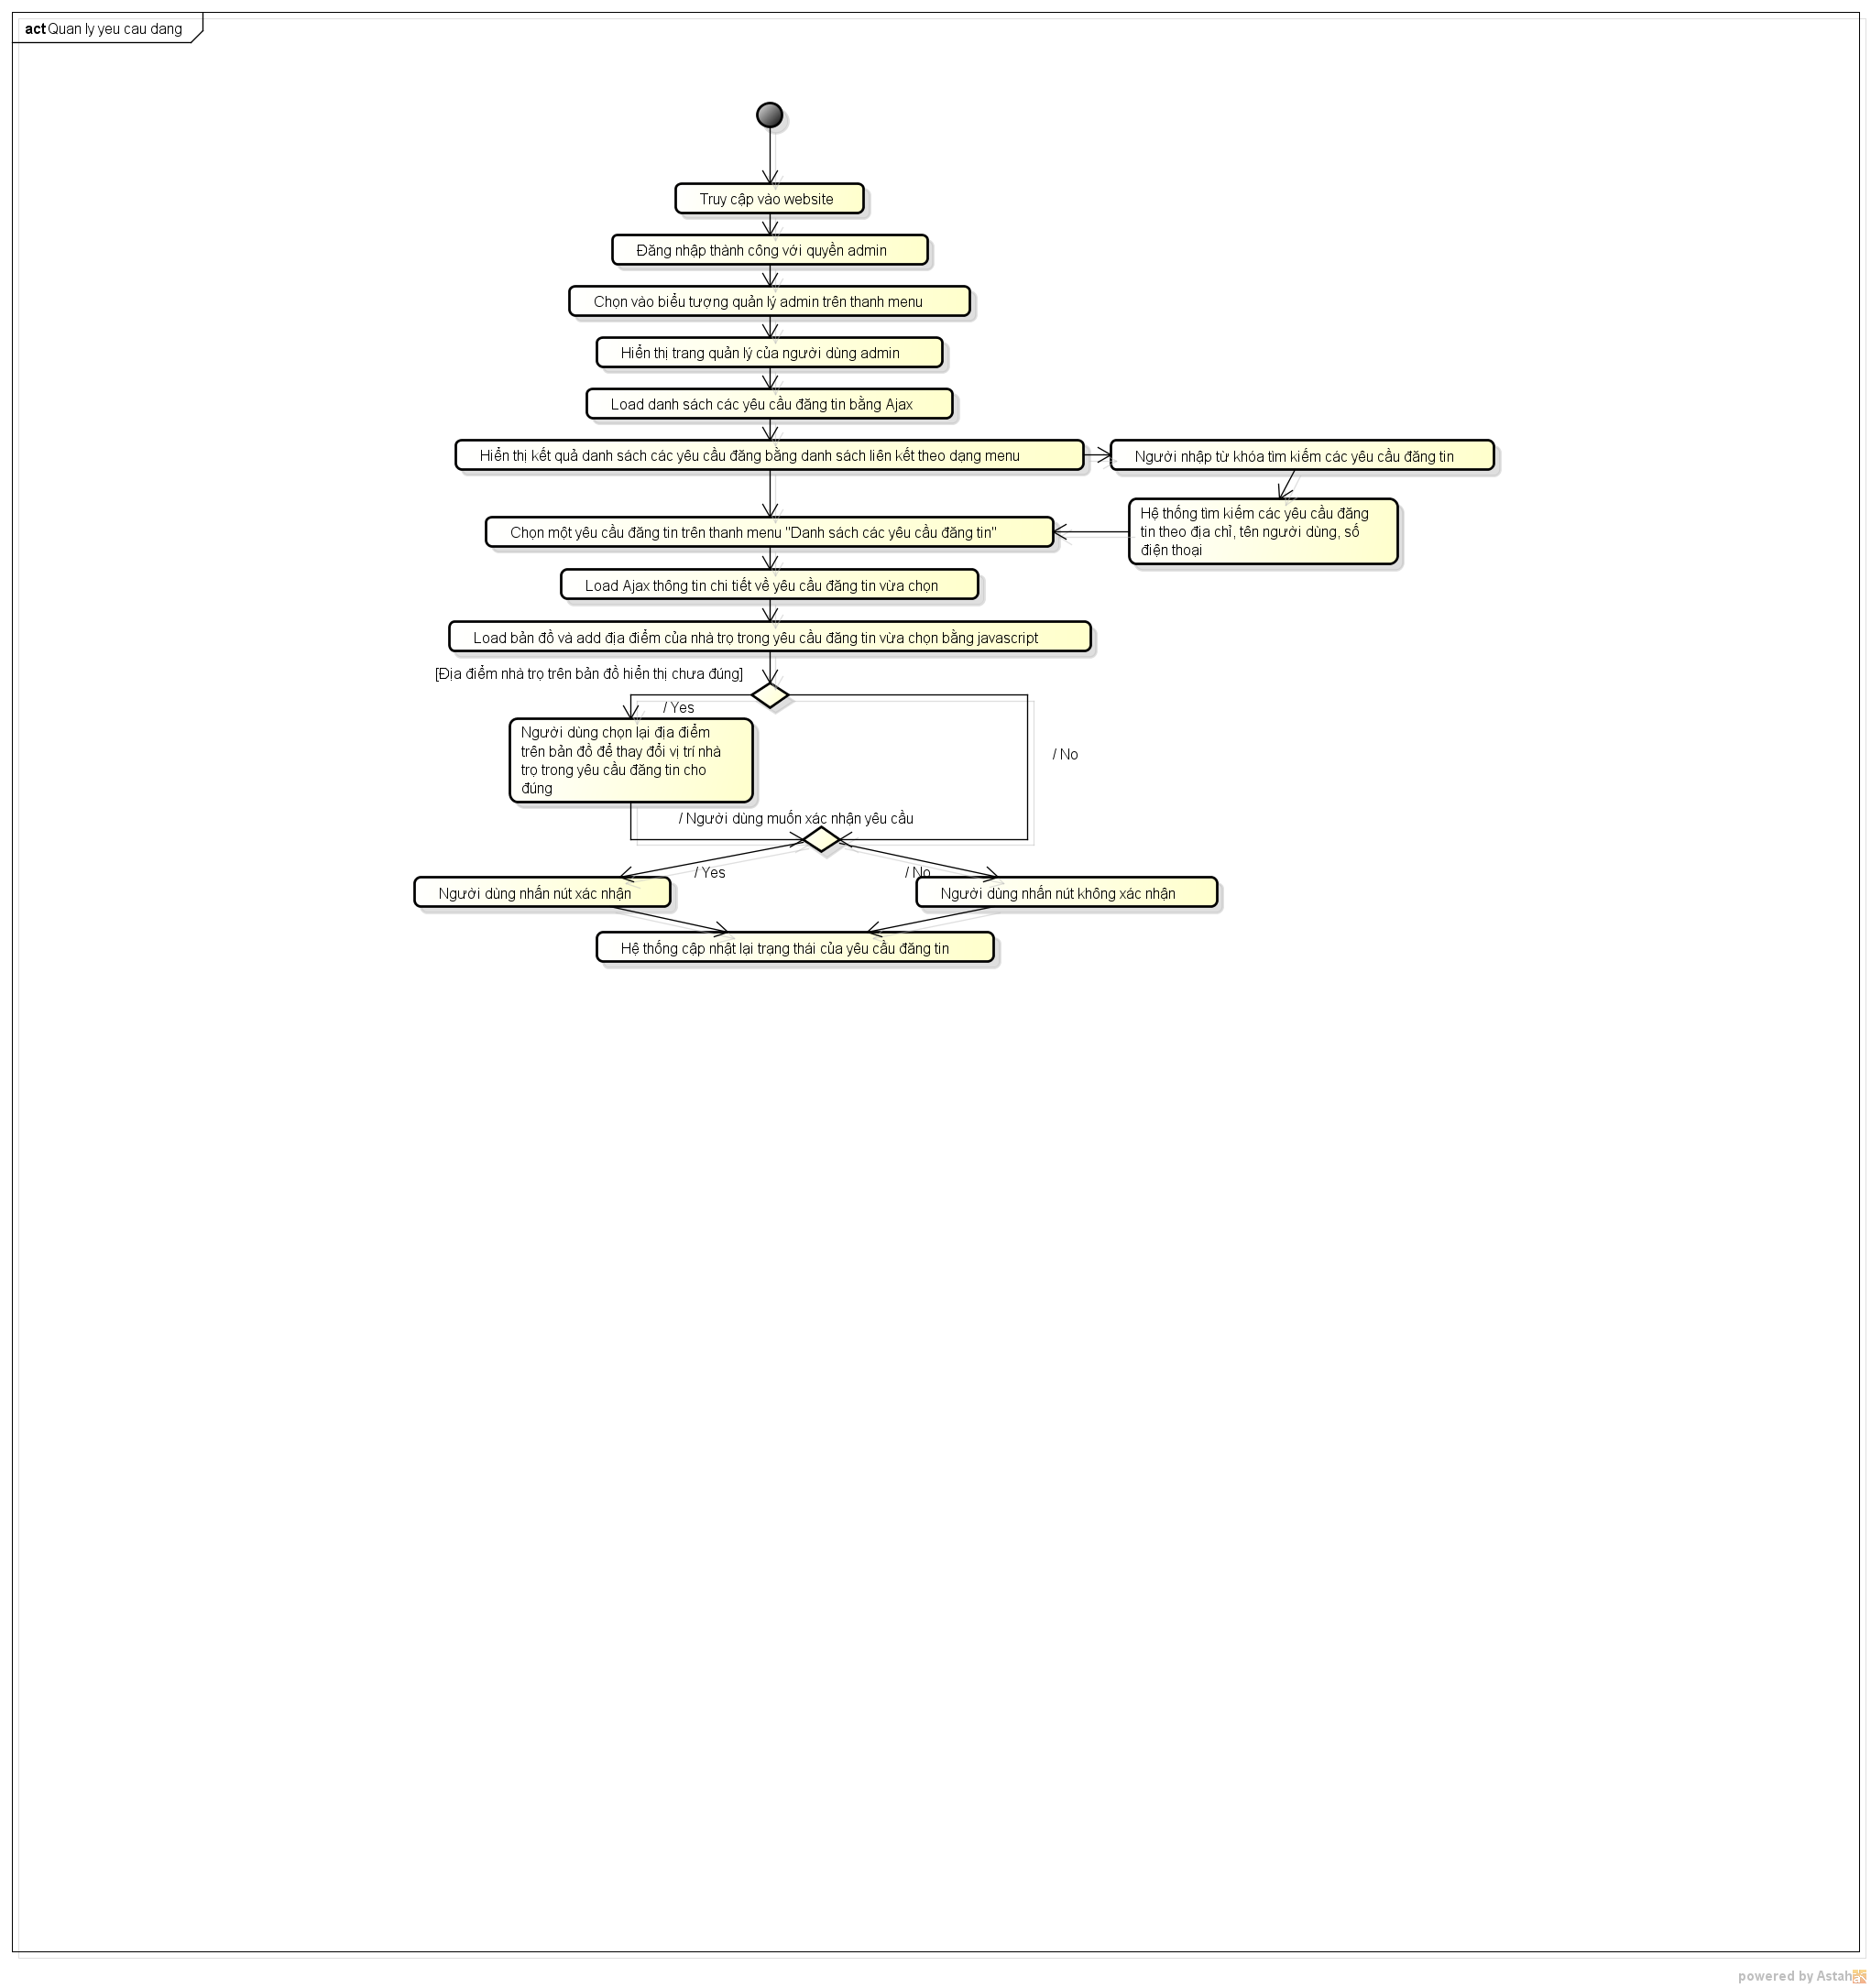 act Quan ly yeu cau dang
Truy cập vào website
Đăng nhập thành công với quyền admin
Chọn vào biểu tượng quản lý admin trên thanh menu
Hiển thị trang quản lý của người dùng admin
Load danh sách các yêu cầu đăng tin bằng Ajax
Hiển thị kết quả danh sách các yêu cầu đăng bằng danh sách liên kết theo dạng menu
Người nhập từ khóa tìm kiếm các yêu cầu đăng tin
Hệ thống tìm kiếm các yêu cầu đăng
tin theo địa chỉ, tên người dùng, số
điện thoại
Chọn một yêu cầu đăng tin trên thanh menu "Danh sách các yêu cầu đăng tin"
Load Ajax thông tin chi tiết về yêu cầu đăng tin vừa chọn
Load bản đồ và add địa điểm của nhà trọ trong yêu cầu đăng tin vừa chọn bằng javascript
[Địa điểm nhà trọ trên bản đồ hiển thị chưa đúng]
/ Yes
Người dùng chọn lại địa điểm
trên bản đồ để thay đổi vị trí nhà
trọ trong yêu cầu đăng tin cho
đúng
/ No
/ Người dùng muốn xác nhận yêu cầu
/ Yes
/ No
Người dùng nhấn nút xác nhận
Người dùng nhấn nút không xác nhận
Hệ thống cập nhật lại trạng thái của yêu cầu đăng tin
powered by Astah